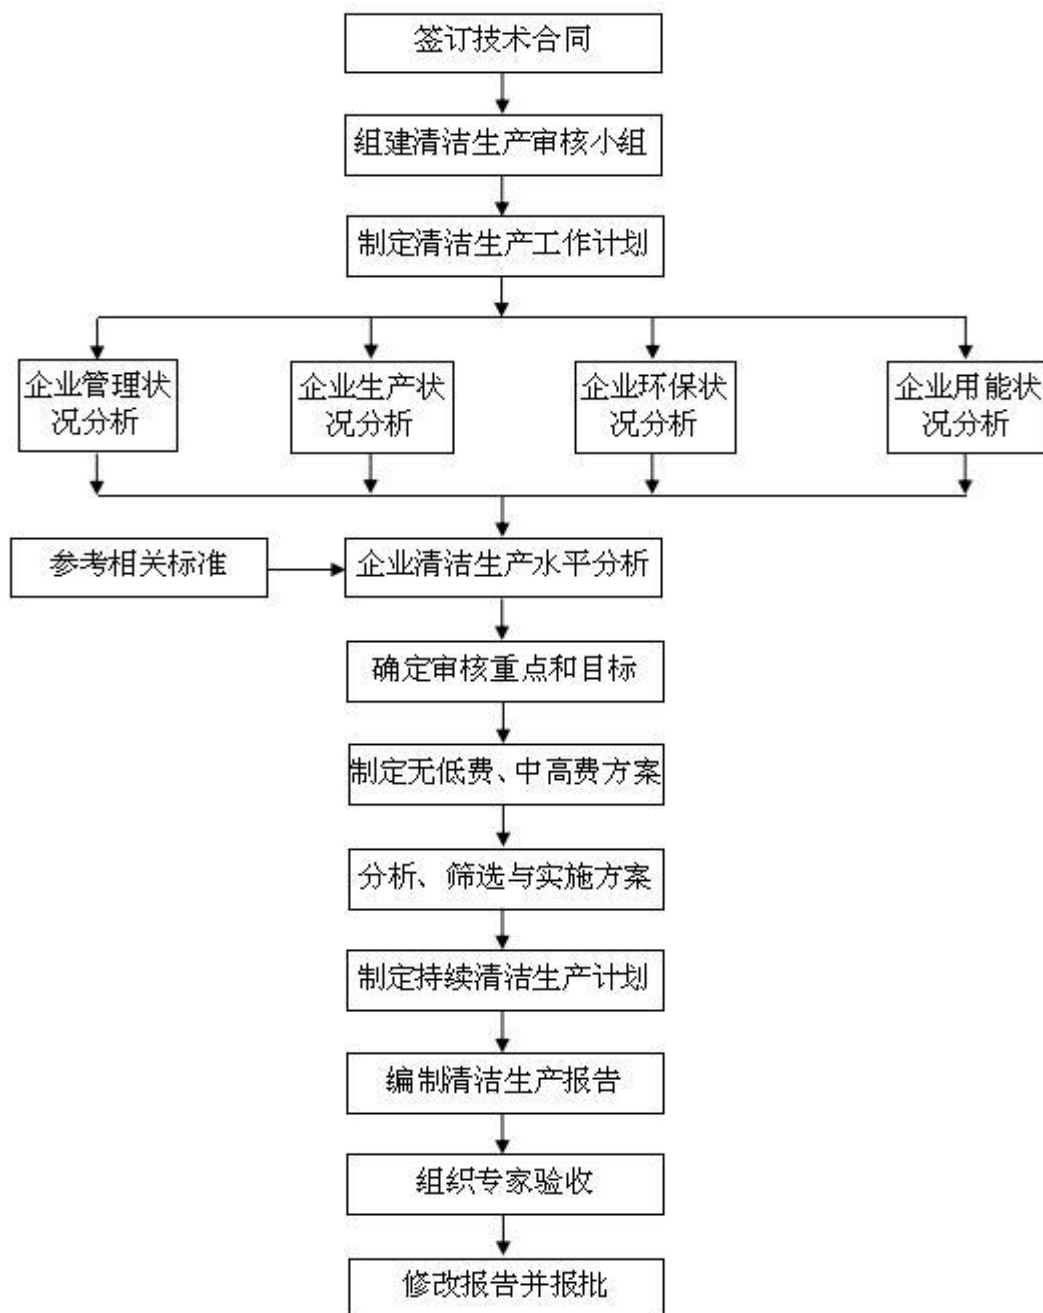 签订技术合同
组建清洁生产审核小组
制定清洁生产工作计划
企业管理状
况分析
企业生产状
况分析
企业环保状
况分析
企业用能状
况分析
参考相关标准
企业清洁生产水平分析
确定审核重点和目标
制定无低费、中高费方案
分析、筛选与实施方案
制定持续清洁生产计划
编制清洁生产报告
组织专家验收
修改报告并报批